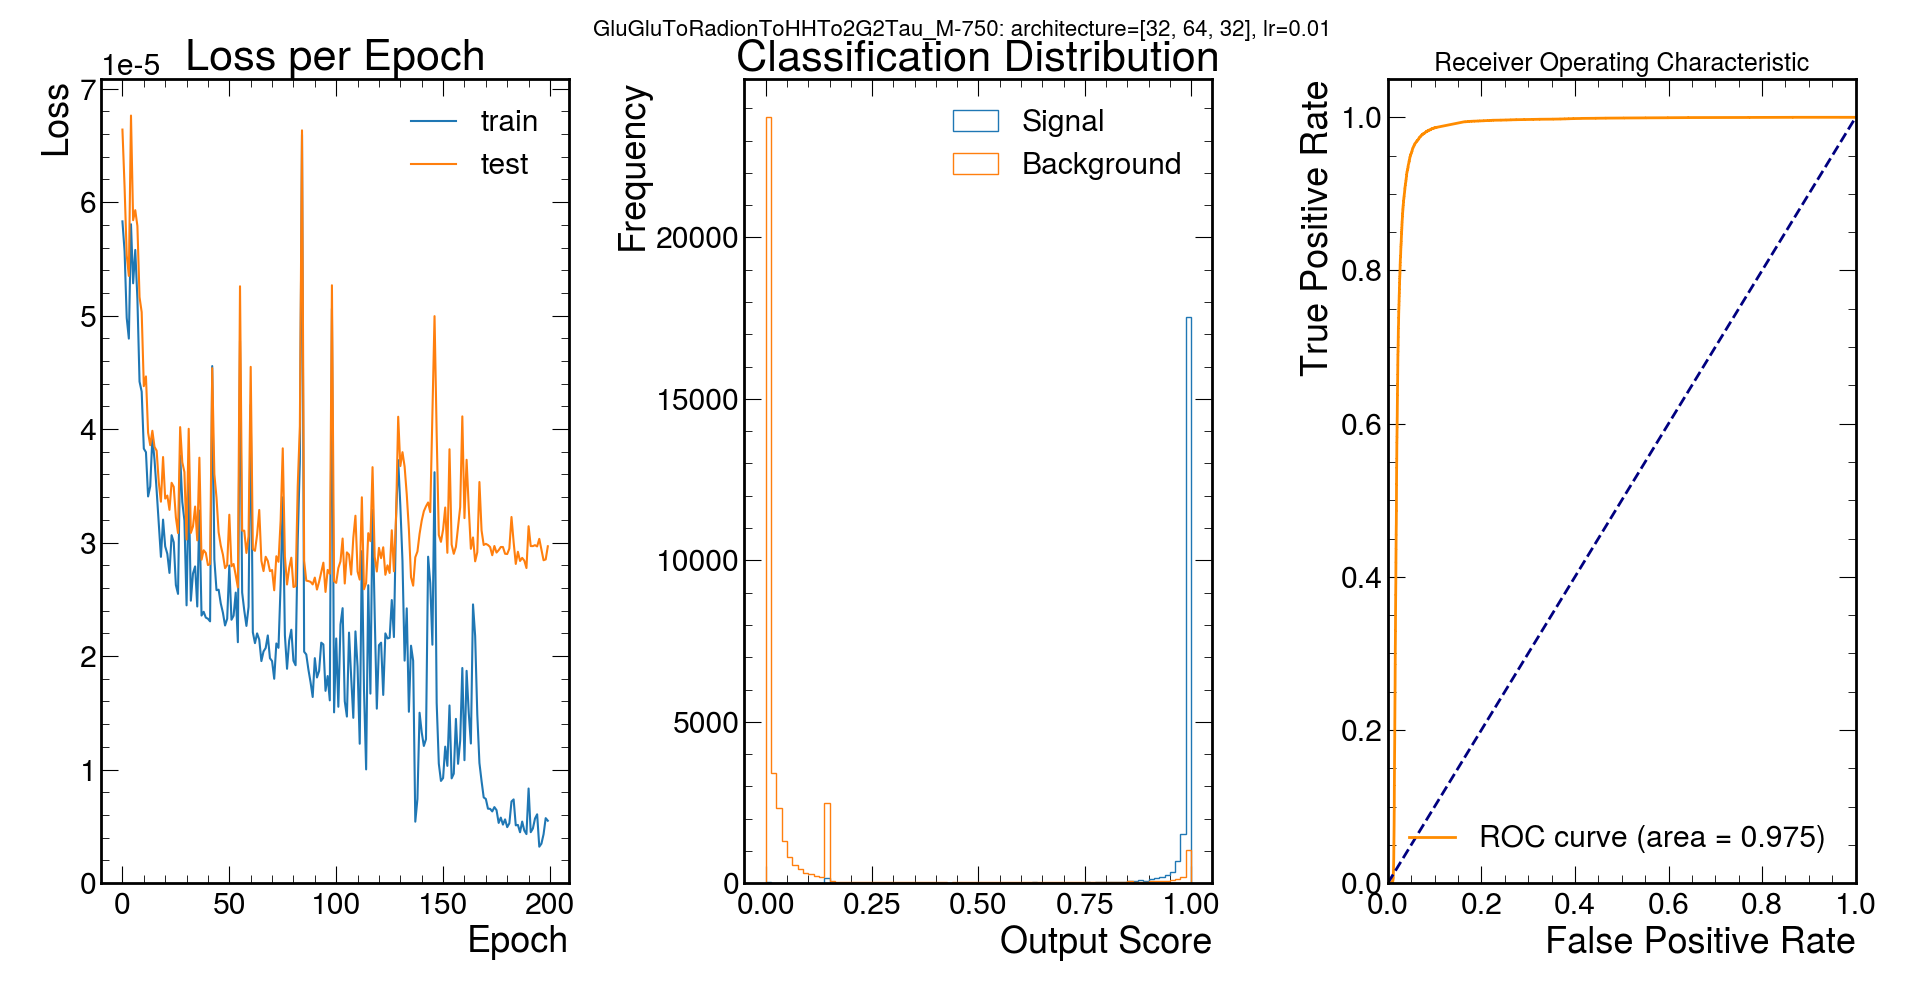 GluGluToRadionToHHTo2G2Tau_M-750: architecture=[32, 64, 32], lr=0.01
Loss per Epoch
1e-5
Loss
7
6
5
4
3
2
1
0
train
test
0 50 100 150 200
Epoch
Classification Distribution
Frequency
20000
15000
10000
5000
0
Signal
Background
0.00 0.25 0.50 0.75 1.00
Output Score
Receiver Operating Characteristic
True Positive Rate
1.0
0.8
0.6
0.4
0.2
0.0
ROC curve (area = 0.975)
0.0 0.2 0.4 0.6 0.8 1.0
False Positive Rate